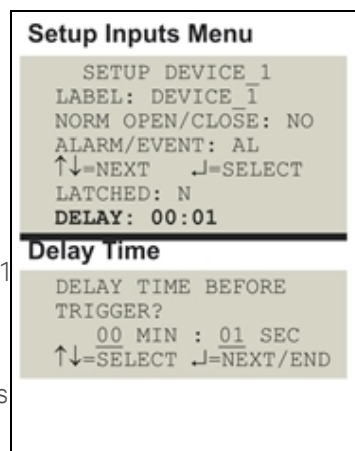 Setup Inputs Menu
SETUP DEVICE_1
LABEL: DEVICE_1
NORM OPEN/CLOSE: NO
ALARM/EVENT: AL
↑↓=NEXT ↵=SELECT
LATCHED: N
DELAY: 00:01
Delay Time
1
DELAY TIME BEFORE
TRIGGER?
00 MIN : 01 SEC
↑↓=SELECT ↵=NEXT/END
s